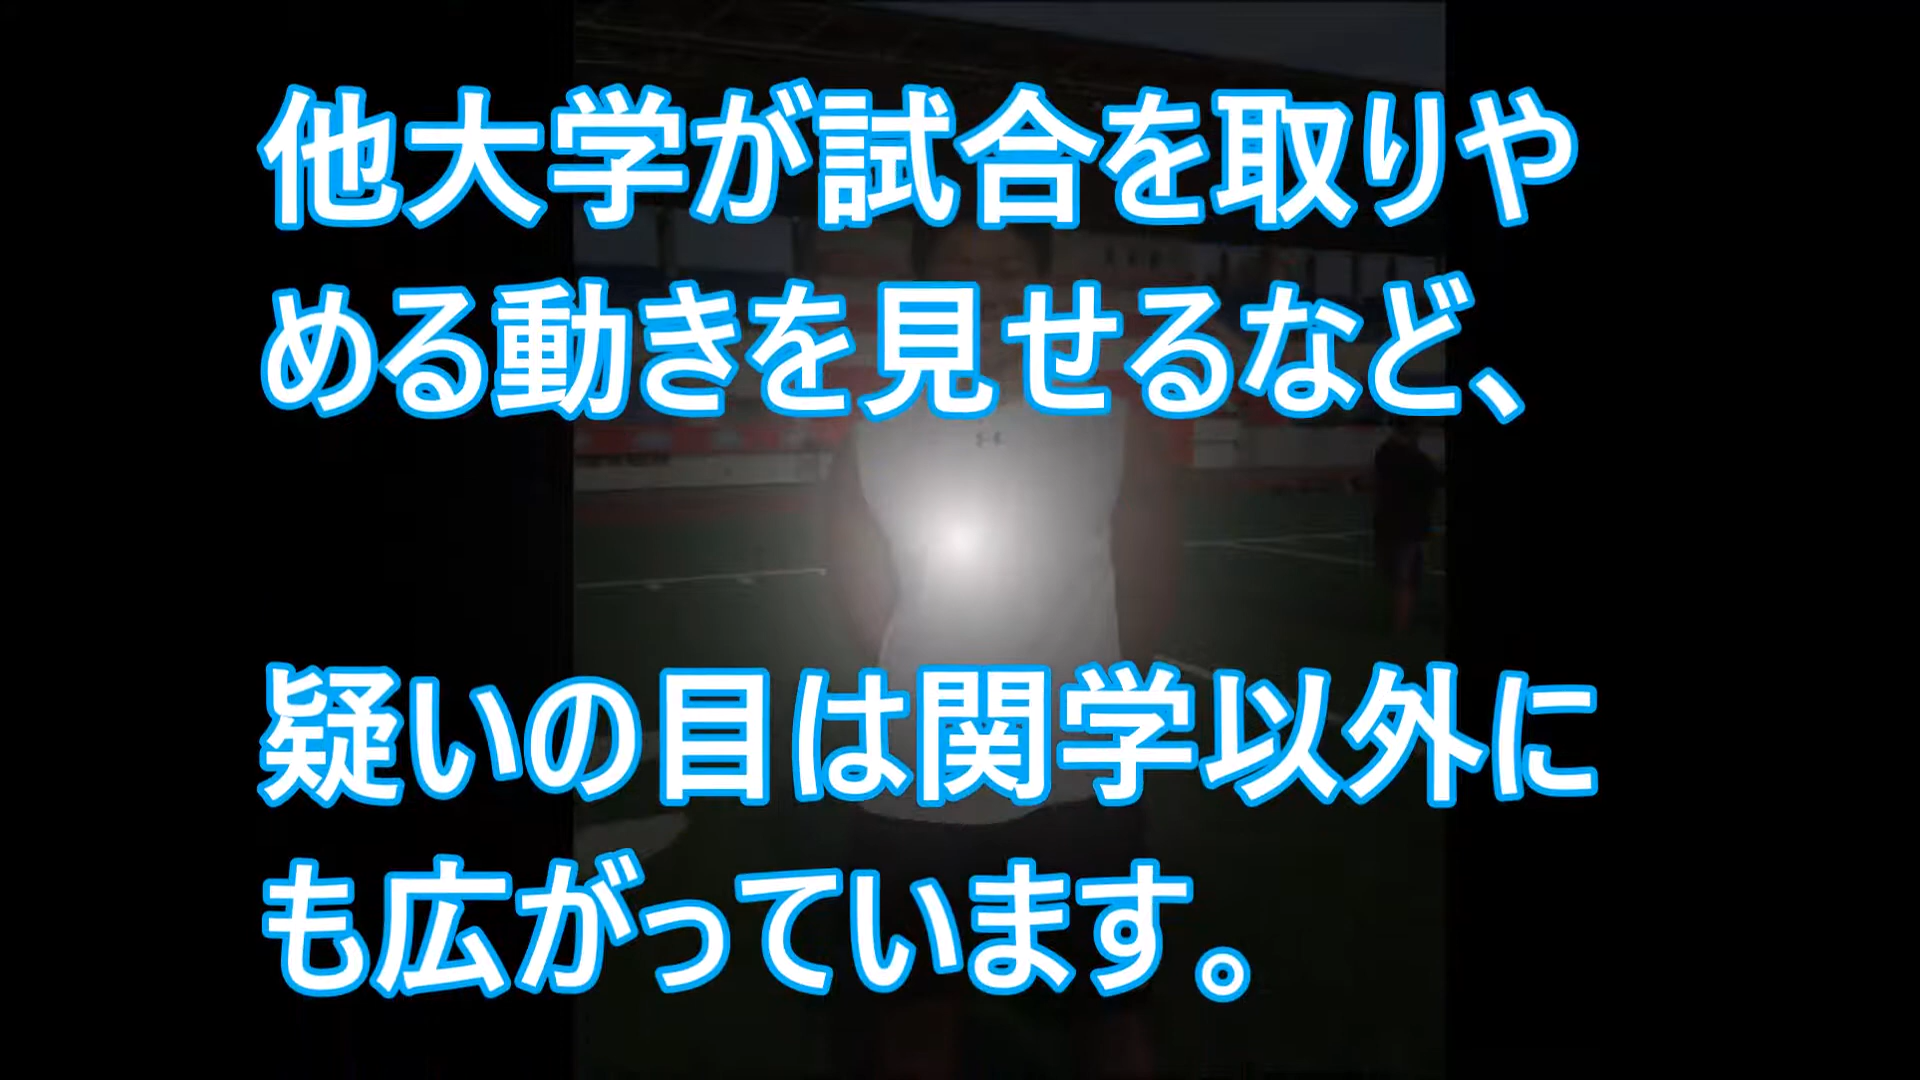 他大学が試合を取りや
める動きを見せるなど、
疑いの目は関学以外に
も広がっています。